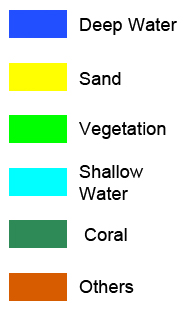 Deep Water
Sand
Vegetation
Shallow
Water
Coral
Others